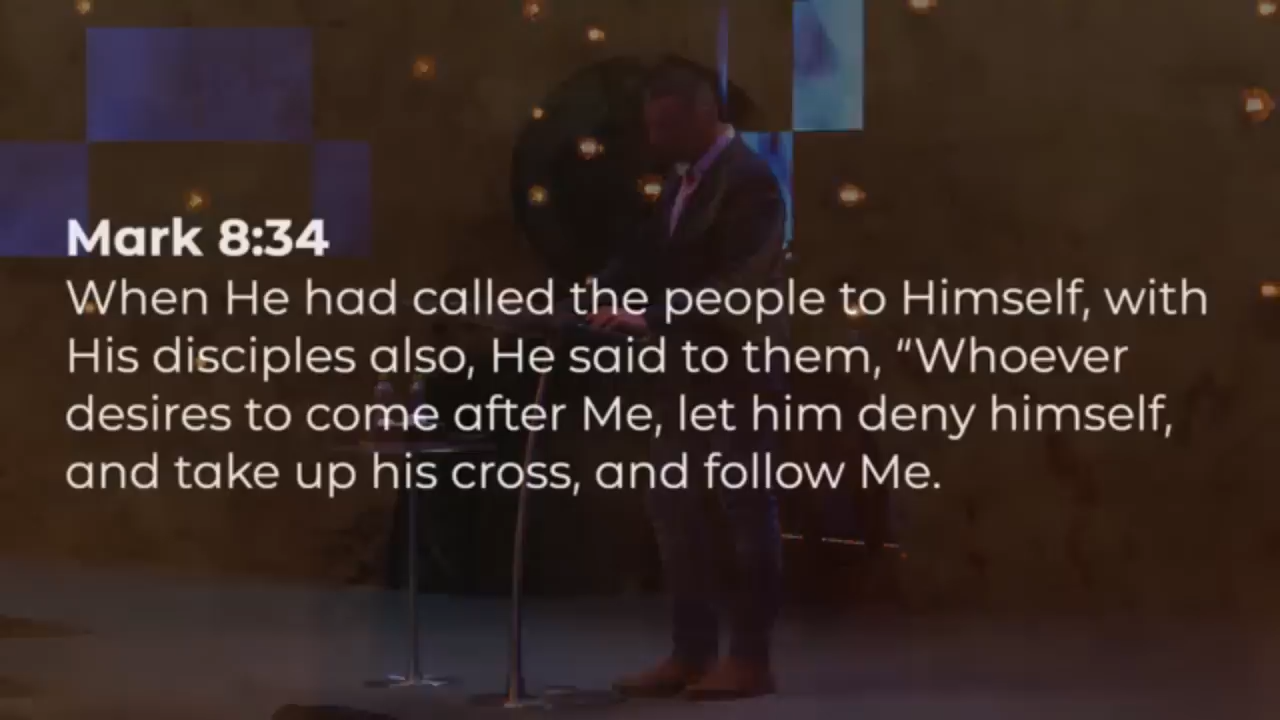 Mark 8:34
When He had called the people to Himself, with
His disciples also, He said to them, “Whoever
desires to come after Me, let him deny himself,
and take up his cross, and follow Me.